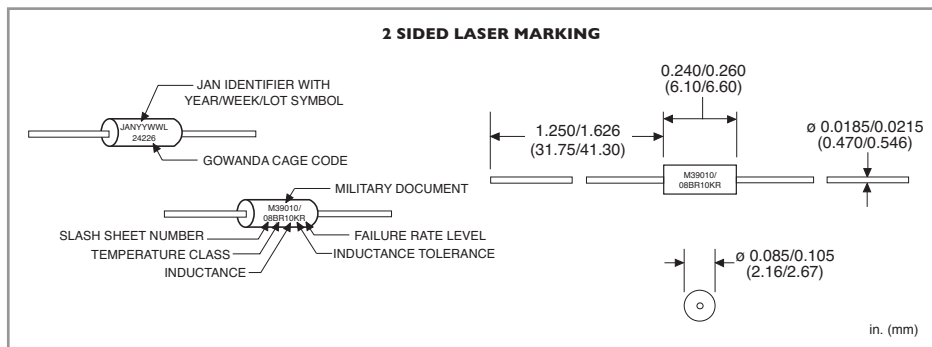 2 SIDED LASER MARKING
JAN IDENTIFIER WITH
YEAR/WEEK/LOT SYMBOL
JANYYWWL
24226
GOWANDA CAGE CODE
MILITARY DOCUMENT
M39010/
08BR10KR
SLASH SHEET NUMBER
FAILURE RATE LEVEL
TEMPERATURE CLASS
INDUCTANCE TOLERANCE
INDUCTANCE
0.240/0.260
(6.10/6.60)
1.250/1.626
(31.75/41.30)
ø 0.0185/0.0215
(0.470/0.546)
M39010/
08BR10KR
ø 0.085/0.105
(2.16/2.67)
in. (mm)